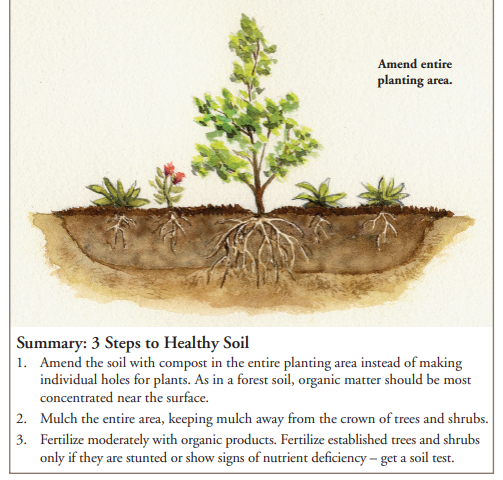 Amend entire
planting area.
Summary: 3 Steps to Healthy Soil
1. Amend the soil with compost in the entire planting area instead of making
individual holes for plants. As in a forest soil, organic matter should be most
concentrated near the surface.
2. Mulch the entire area, keeping mulch away from the crown of trees and shrubs.
3. Fertilize moderately with organic products. Fertilize established trees and shrubs
only if they are stunted or show signs of nutrient deficiency – get a soil test.